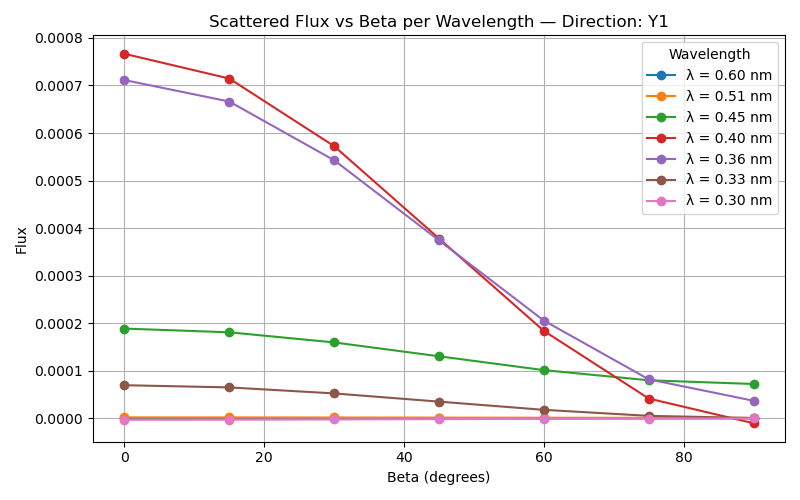 Scattered Flux vs Beta per Wavelength — Direction: Y1
0.0008
0.0007
0.0006
0.0005
0.0004
0.0003
0.0002
0.0001
0.0000
Flux
Wavelength
λ = 0.60 nm
λ = 0.51 nm
λ = 0.45 nm
λ = 0.40 nm
λ = 0.36 nm
λ = 0.33 nm
λ = 0.30 nm
0 20 40 60 80
Beta (degrees)